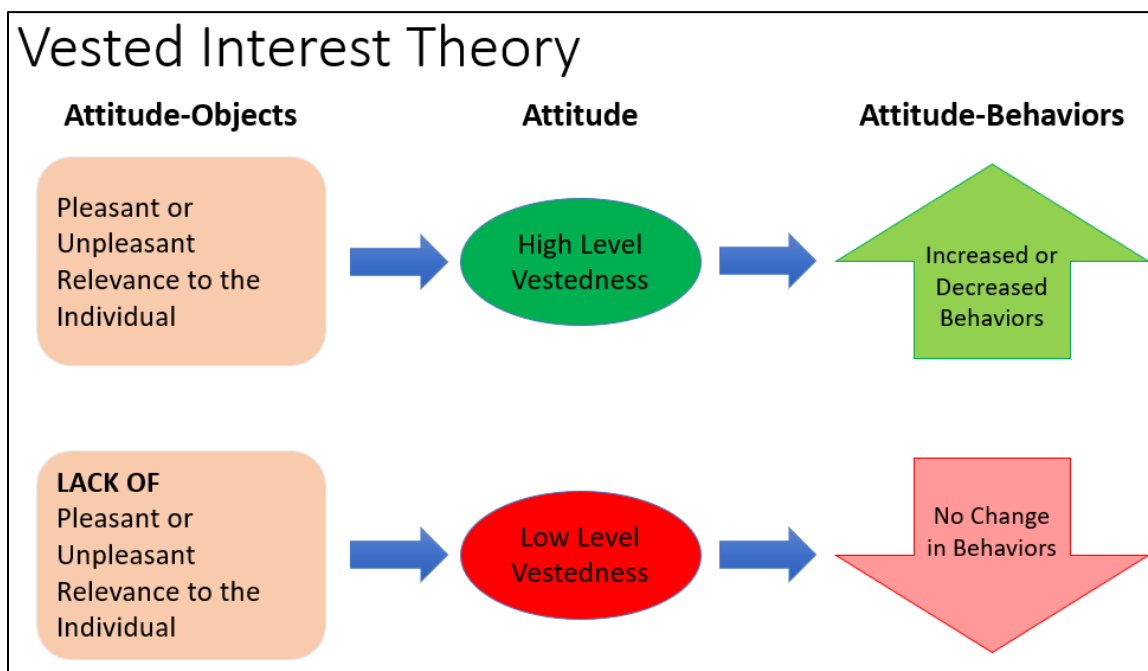 Vested Interest Theory
Attitude-Objects
Attitude
Attitude-Behaviors
Pleasant or
Unpleasant
Relevance to the
Individual
High Level
Vestedness
Increased or
Decreased
Behaviors
LACK OF
Pleasant or
Unpleasant
Relevance to the
Individual
Low Level
Vestedness
No Change
in Behaviors